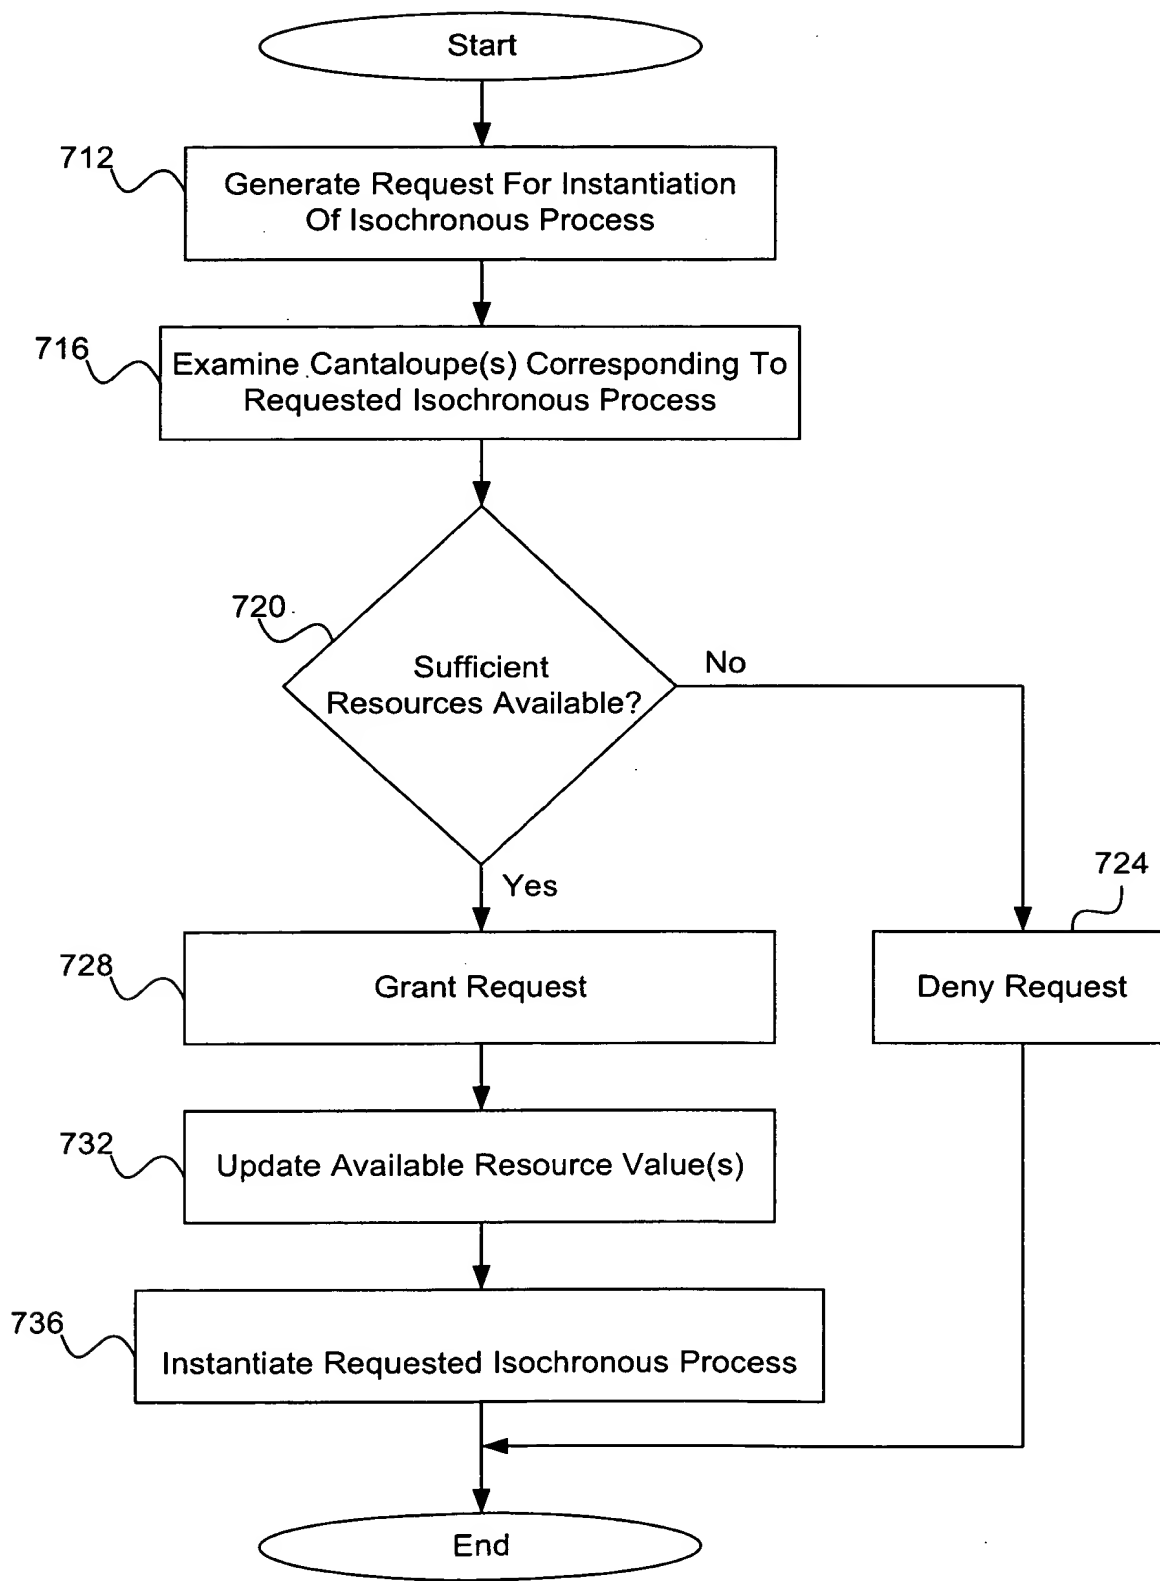 Start
712
Generate Request For Instantiation
Of Isochronous Process
716
Examine Cantaloupe(s) Corresponding To
Requested Isochronous Process
720
Sufficient
Resources Available?
No
Yes
724
728
Grant Request
Deny Request
732
Update Available Resource Value(s)
736
Instantiate Requested Isochronous Process
End